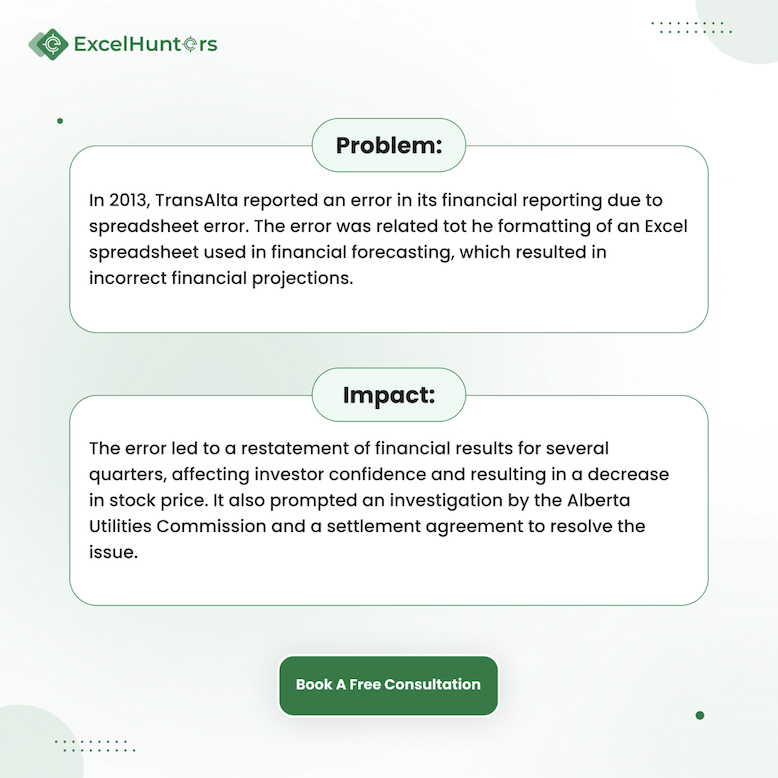 ExcelHunters
Problem:
In 2013, TransAlta reported an error in its financial reporting due to
spreadsheet error. The error was related tot he formatting of an Excel
spreadsheet used in financial forecasting, which resulted in
incorrect financial projections.
Impact:
The error led to a restatement of financial results for several
quarters, affecting investor confidence and resulting in a decrease
in stock price. It also prompted an investigation by the Alberta
Utilities Commission and a settlement agreement to resolve the
issue.
Book A Free Consultation